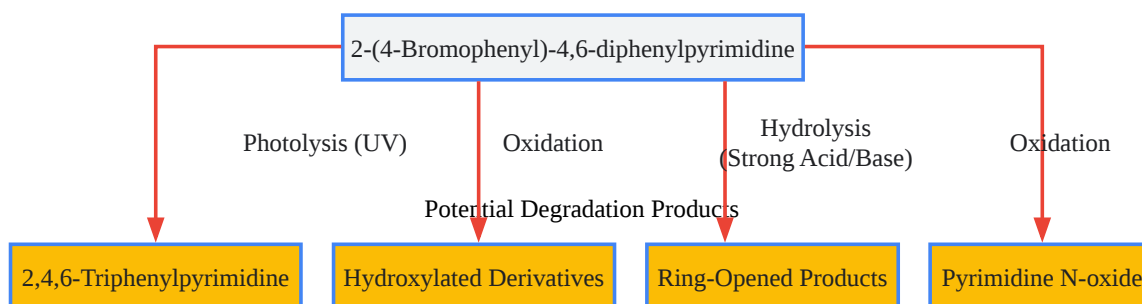 2-(4-Bromophenyl)-4,6-diphenylpyrimidine
Photolysis (UV)
Oxidation
Hydrolysis
(Strong Acid/Base)
Oxidation
Potential Degradation Products
2,4,6-Triphenylpyrimidine
Hydroxylated Derivatives
Ring-Opened Products
Pyrimidine N-oxide